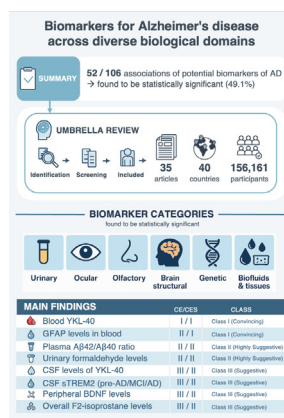 Biomarkers for Alzheimer's disease
across diverse biological domains
SUMMARY
52 / 106 associations of potential biomarkers of AD
→ found to be statistically significant (49.1%)
UMBRELLA REVIEW
Identification
Screening
Included
35
articles
40
countries
156,161
participants
BIOMARKER CATEGORIES
found to be statistically significant
Urinary
Ocular
Olfactory
Brain
structural
Genetic
Biofluids
& tissues
MAIN FINDINGS CE/CES CLASS
Blood YKL-40 I / I Class I (Convincing)
GFAP levels in blood II / I Class I (Convincing)
Plasma Aβ42/Aβ40 ratio II / II Class II (Highly Suggestive)
Urinary formaldehyde levels II / II Class II (Highly Suggestive)
CSF levels of YKL-40 III / II Class III (Suggestive)
CSF sTREM2 (pre-AD/MCI/AD) III / II Class III (Suggestive)
Peripheral BDNF levels III / II Class III (Suggestive)
Overall F2-isoprostane levels III / II Class III (Suggestive)